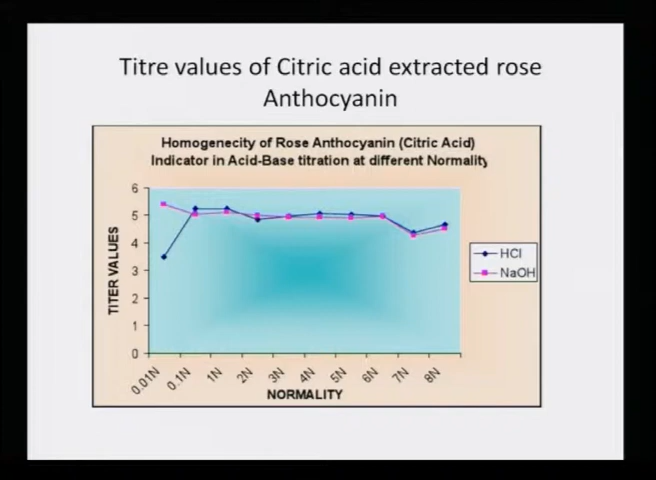 Titre values of Citric acid extracted rose
Anthocyanin
Homogenecity of Rose Anthocyanin (Citric Acid)
Indicator in Acid-Base titration at different Normality
6
5
4
3
2
1
0
TITER VALUES
0.01N
0.1N
1N
2N
3N
4N
5N
6N
7N
8N
NORMALITY
HCl
NaOH